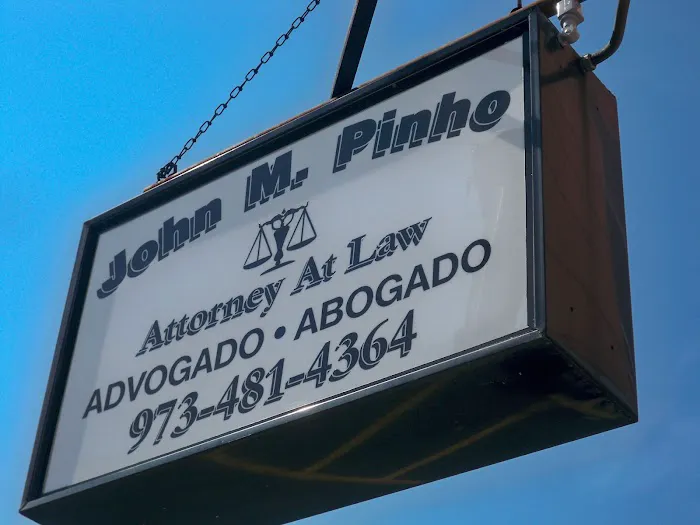 John M. Pinho
Attorney At Law
ADVOGADO • ABOGADO
973-481-4364